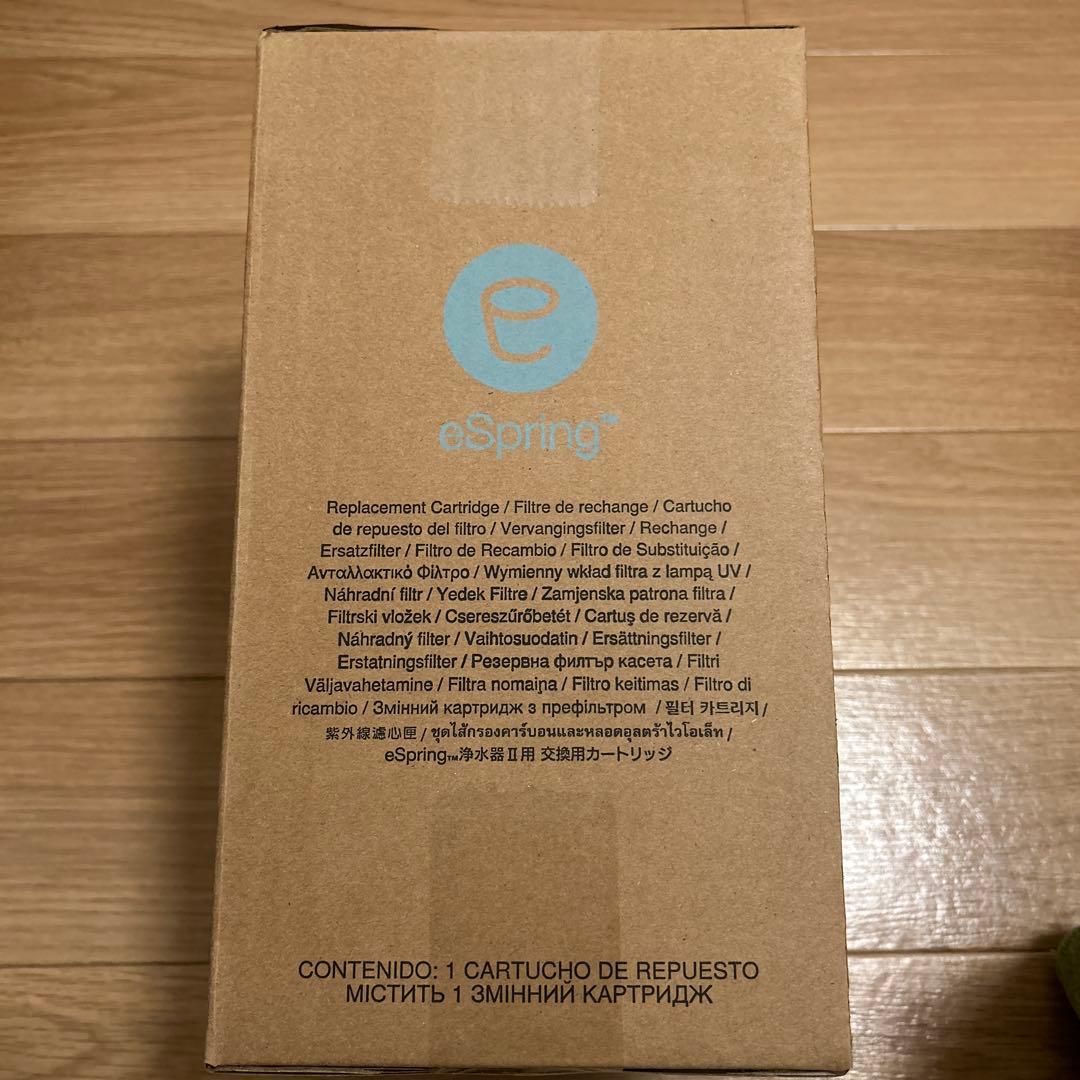 eSpring™
Replacement Cartridge / Filtre de rechange / Cartucho
de repuesto del filtro / Vervangingsfilter / Rechange /
Ersatzfilter / Filtro de Recambio / Filtro de Substituição /
Ανταλλακτικό Φίλτρο / Wymienny wkład filtra z lampą UV /
Náhradní filtr / Yedek Filtre / Zamjenska patrona filtra /
Filtrski vložek / Csereszűrőbetét / Cartuş de rezervă /
Náhradný filter / Vaihtosuodatin / Ersättningsfilter /
Erstatningsfilter / Резервна филтър касета / Filtri
Väljavahetamine / Filtra nomaiņa / Filtro keitimas / Filtro di
ricambio / Змінний картридж з префільтром / 필터 카트리지 /
紫外線濾心匣 / ชุดไส้กรองคาร์บอนและหลอดอุลตร้าไวโอเล็ท /
eSpring™浄水器Ⅱ用 交換用カートリッジ
CONTENIDO: 1 CARTUCHO DE REPUESTO
МІСТИТЬ 1 ЗМІННИЙ КАРТРИДЖ